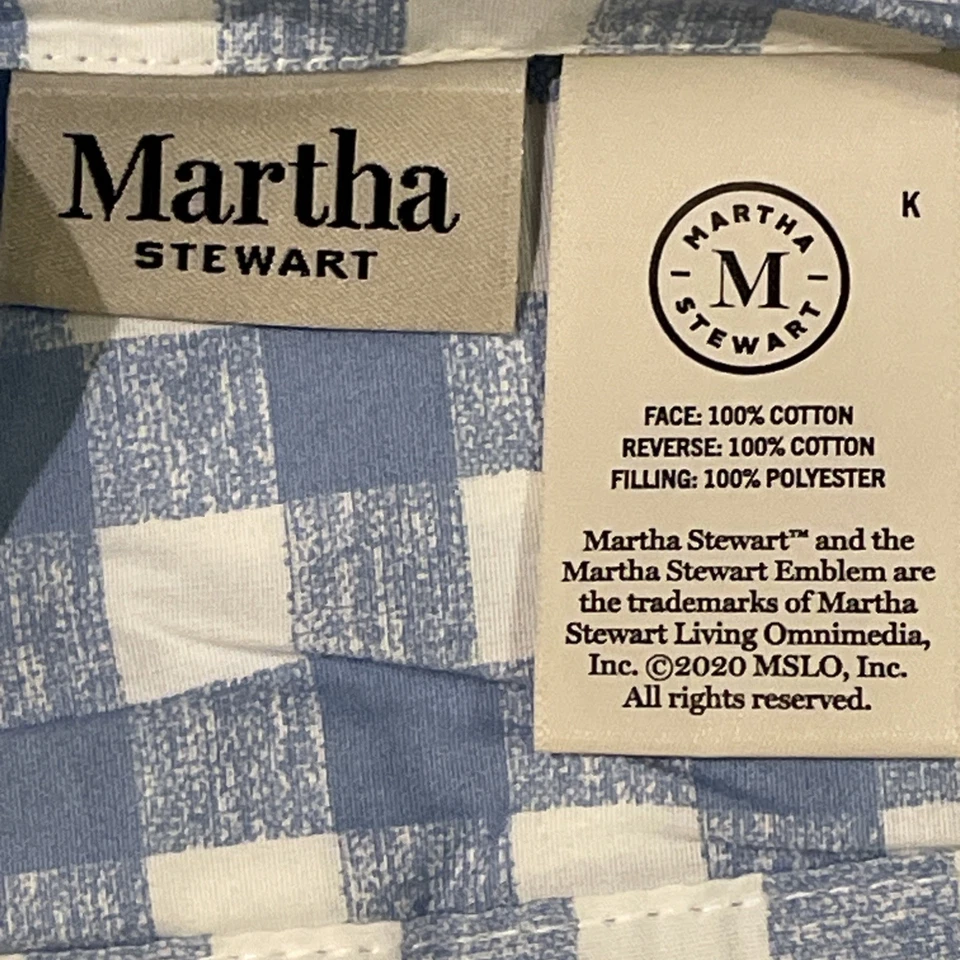 Martha
STEWART
K
MARTHA
M
STEWART
FACE: 100% COTTON
REVERSE: 100% COTTON
FILLING: 100% POLYESTER
Martha Stewart™ and the
Martha Stewart Emblem are
the trademarks of Martha
Stewart Living Omnimedia,
Inc. ©2020 MSLO, Inc.
All rights reserved.